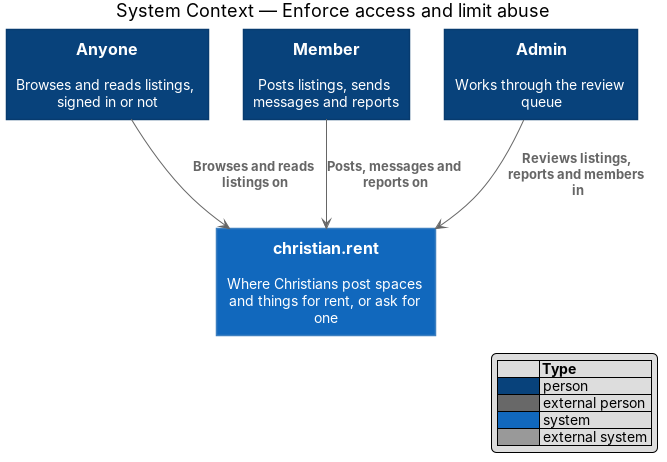 System Context — Enforce access and limit abuse
Anyone
Browses and reads listings,
signed in or not
Member
Posts listings, sends
messages and reports
Admin
Works through the review
queue
Browses and reads
listings on
Posts, messages and
reports on
Reviews listings,
reports and members
in
christian.rent
Where Christians post spaces
and things for rent, or ask for
one
Type
person
external person
system
external system